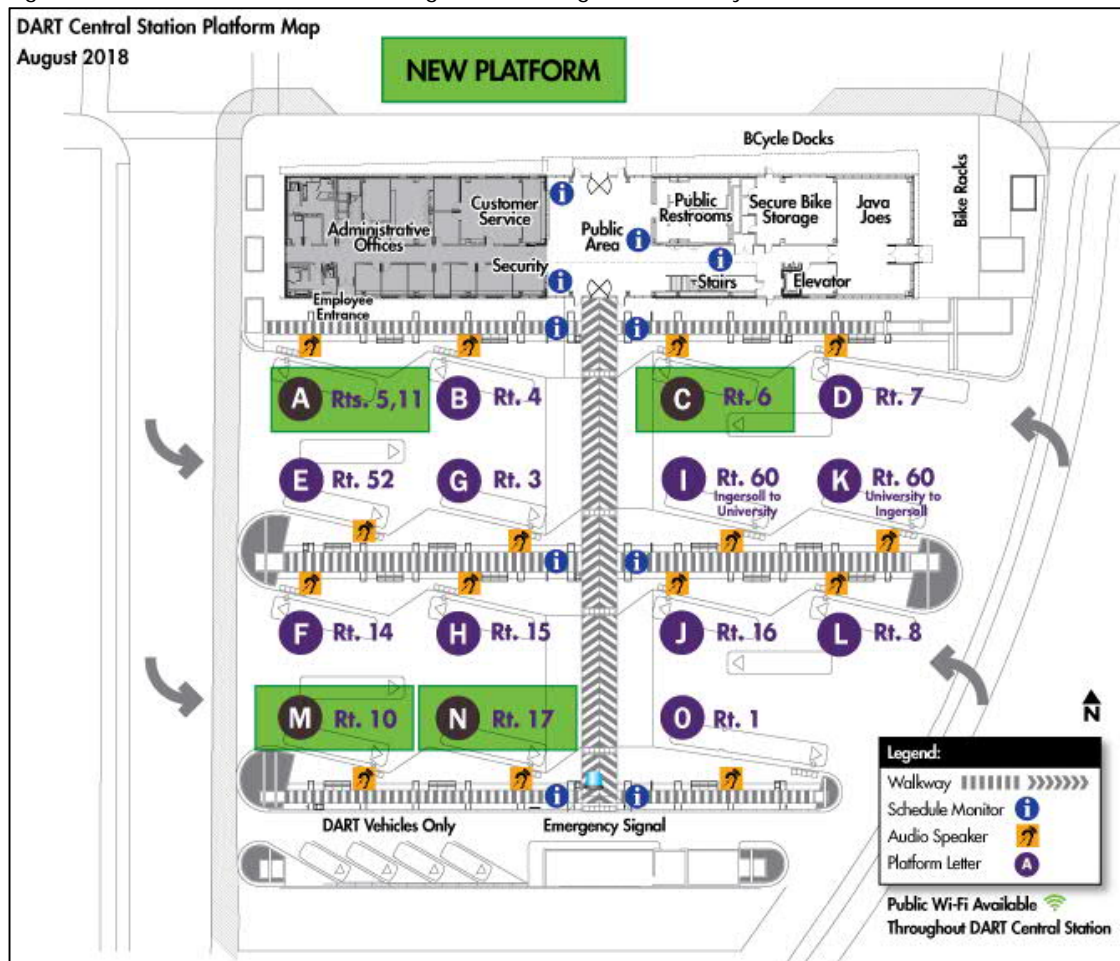 DART Central Station Platform Map
August 2018
NEW PLATFORM
BCycle Docks
Bike Racks
Customer
Service
Administrative
Offices
Security
Employee
Entrance
Public
Area
Public
Restrooms
Stairs
Secure Bike
Storage
Elevator
Java
Joes
i
i
i
i
i
i
A Rts. 5,11
B Rt. 4
C Rt. 6
D Rt. 7
E Rt. 52
G Rt. 3
I Rt. 60
Ingersoll to
University
K Rt. 60
University to
Ingersoll
i
i
F Rt. 14
H Rt. 15
J Rt. 16
L Rt. 8
M Rt. 10
N Rt. 17
O Rt. 1
i
i
DART Vehicles Only
Emergency Signal
N
Legend:
Walkway
Schedule Monitor i
Audio Speaker
Platform Letter A
Public Wi-Fi Available
Throughout DART Central Station